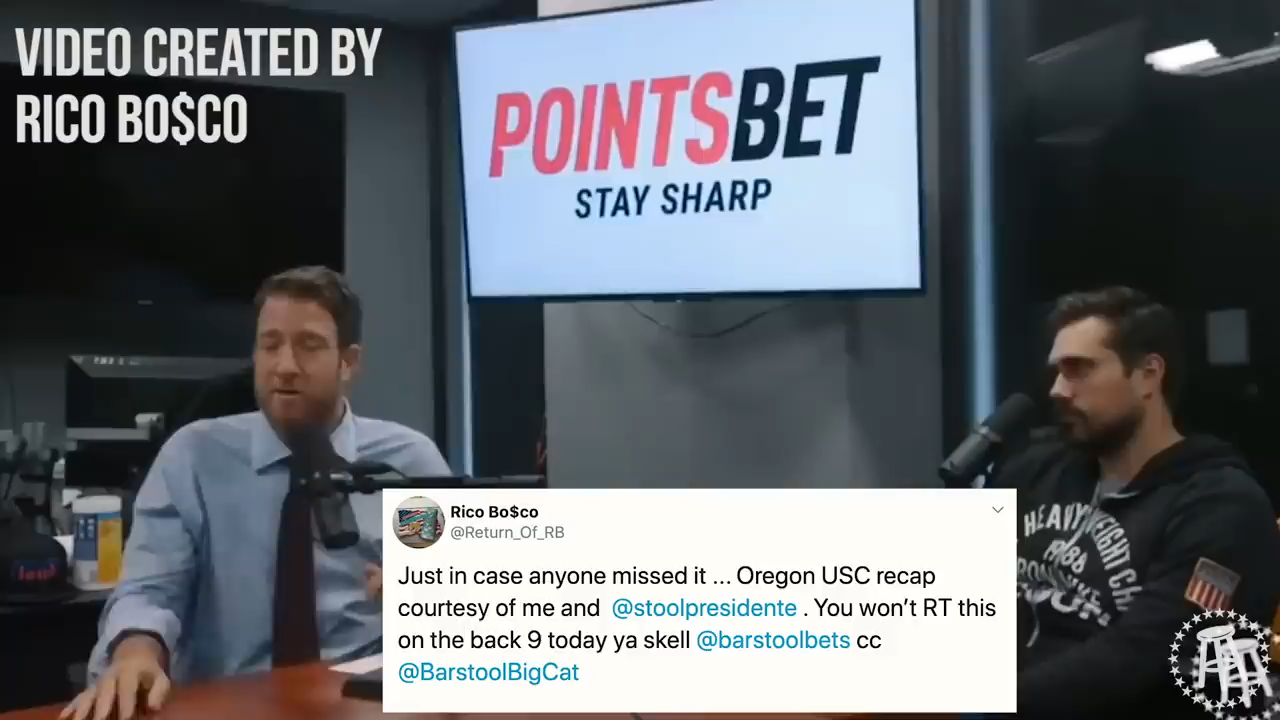 VIDEO CREATED BY
RICO BO$CO
POINTSBET
STAY SHARP
Rico Bo$co
@Return_Of_RB
Just in case anyone missed it ... Oregon USC recap
courtesy of me and @stoolpresidente . You won't RT this
on the back 9 today ya skell @barstoolbets cc
@BarstoolBigCat
HEAVYWEIGHT